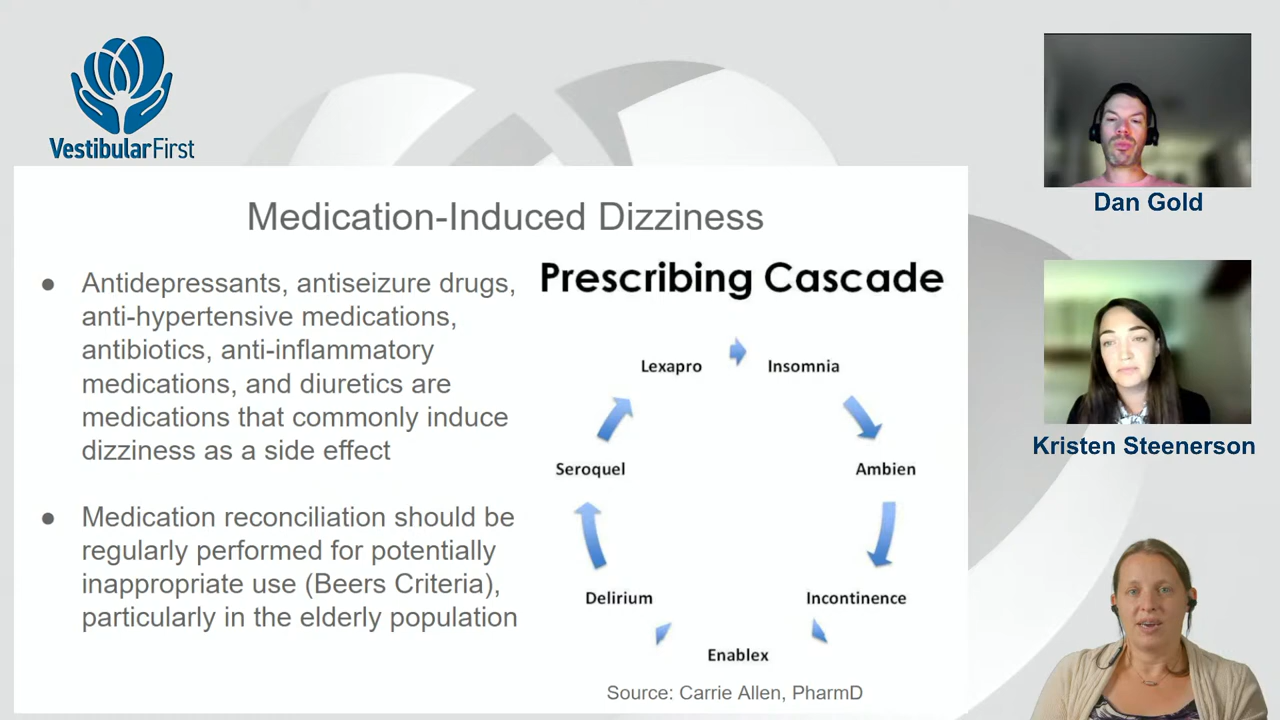 VestibularFirst
Medication-Induced Dizziness
● Antidepressants, antiseizure drugs,
anti-hypertensive medications,
antibiotics, anti-inflammatory
medications, and diuretics are
medications that commonly induce
dizziness as a side effect
● Medication reconciliation should be
regularly performed for potentially
inappropriate use (Beers Criteria),
particularly in the elderly population
Prescribing Cascade
Lexapro
Insomnia
Ambien
Incontinence
Enablex
Delirium
Seroquel
Source: Carrie Allen, PharmD
Dan Gold
Kristen Steenerson